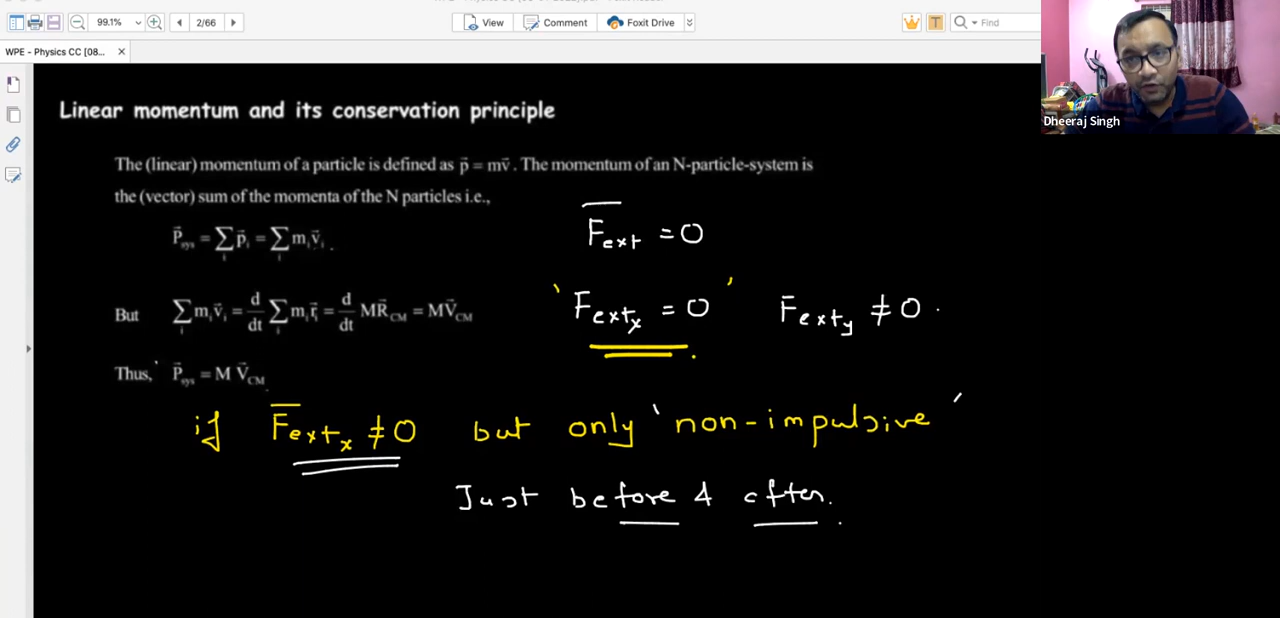 99.1%
2/66
View
Comment
Foxit Drive
T
Find
WPE - Physics CC [08... ×
Dheeraj Singh
Linear momentum and its conservation principle
The (linear) momentum of a particle is defined as p⃗ = mv⃗ . The momentum of an N-particle-system is
the (vector) sum of the momenta of the N particles i.e.,
P⃗sys = ∑i p⃗i = ∑i miv⃗i .
F̅ext = 0
But ∑i miv⃗i = d/dt ∑i mir⃗i = d/dt MR⃗CM = MV⃗CM
' Fextx = 0 ' Fexty ≠ 0 .
Thus, P⃗sys = M V⃗CM
if F̅extx ≠ 0 but only 'non-impulsive'
Just before & after.